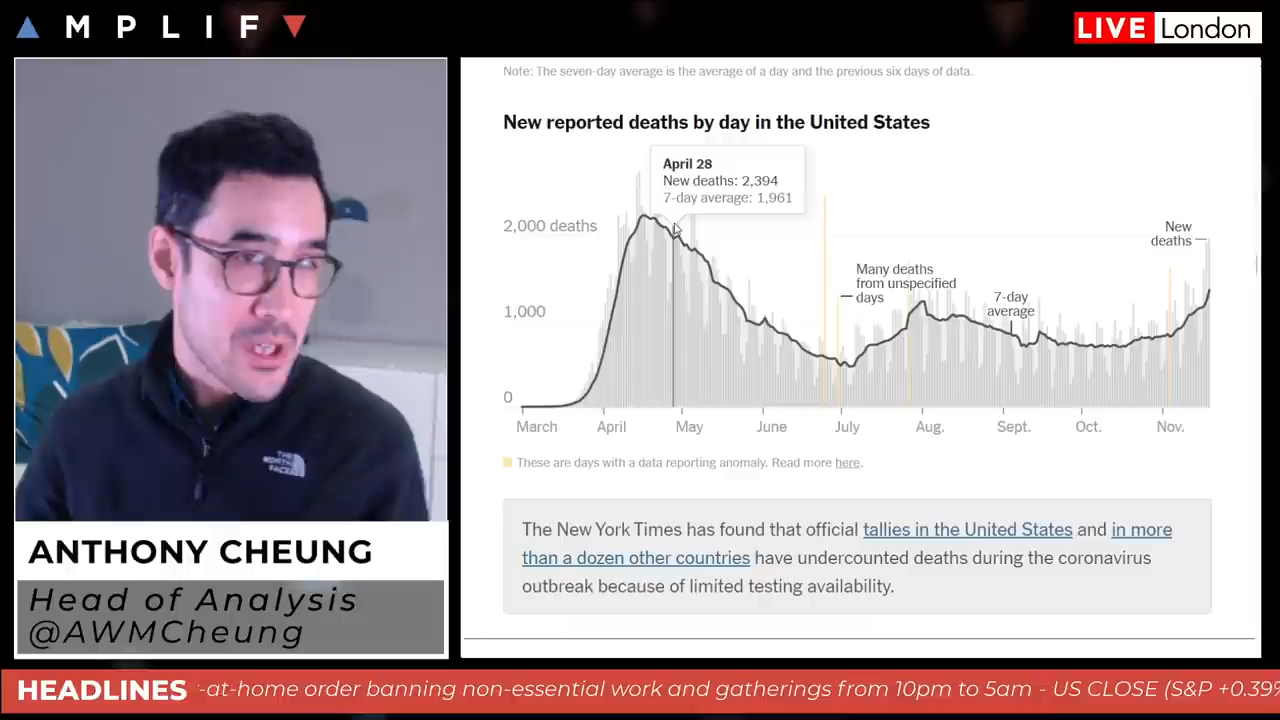 AMPLIFY
LIVE London
Note: The seven-day average is the average of a day and the previous six days of data.
New reported deaths by day in the United States
April 28
New deaths: 2,394
7-day average: 1,961
2,000 deaths
1,000
0
New
deaths
Many deaths
from unspecified
days
7-day
average
March April May June July Aug. Sept. Oct. Nov.
These are days with a data reporting anomaly. Read more here.
The New York Times has found that official tallies in the United States and in more
than a dozen other countries have undercounted deaths during the coronavirus
outbreak because of limited testing availability.
THE
NORTH
FACE
ANTHONY CHEUNG
Head of Analysis
@AWMCheung
HEADLINES -at-home order banning non-essential work and gatherings from 10pm to 5am - US CLOSE (S&P +0.39%